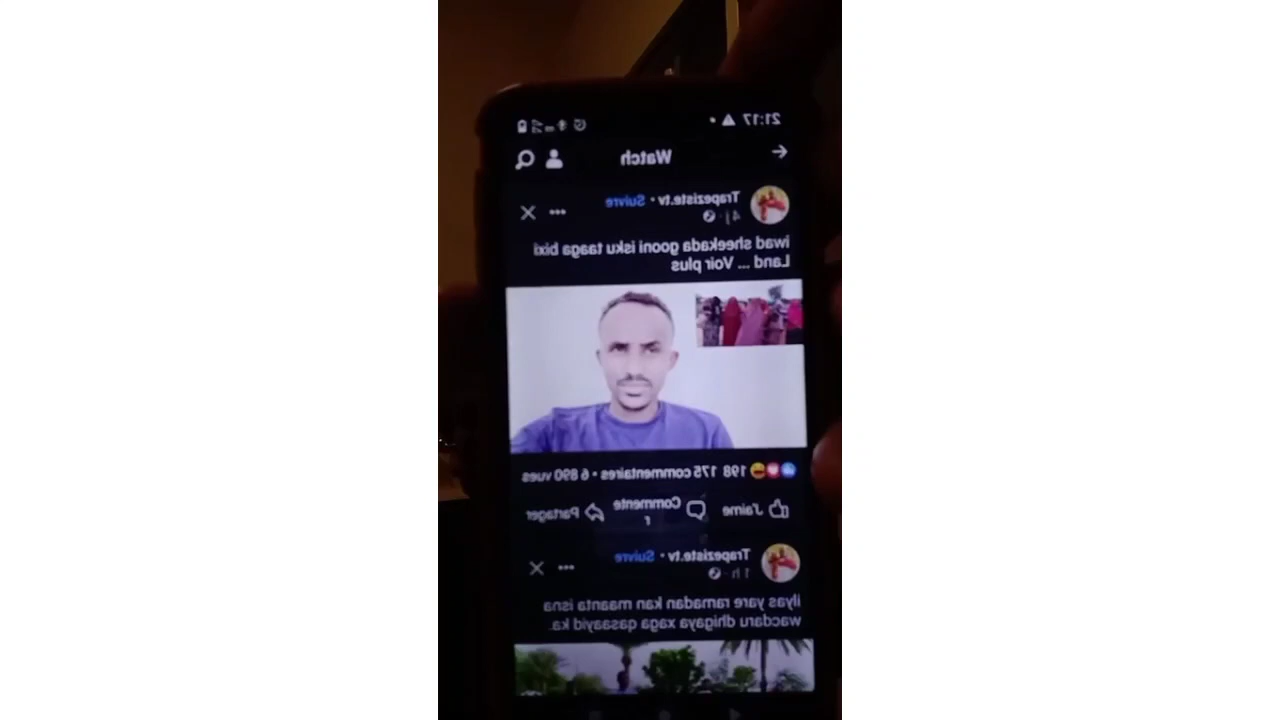 21:17
Watch
Trapeziste.tv · Suivre
4 j
iwad sheekada gooni isku taaga bixi
Land ... Voir plus
198 175 commentaires • 6 890 vues
J'aime
Commente
r
Partager
Trapeziste.tv · Suivre
1 h
ilyas yare ramadan kan maanta isna
wacdaru dhigaya xaga qasaayid ka.